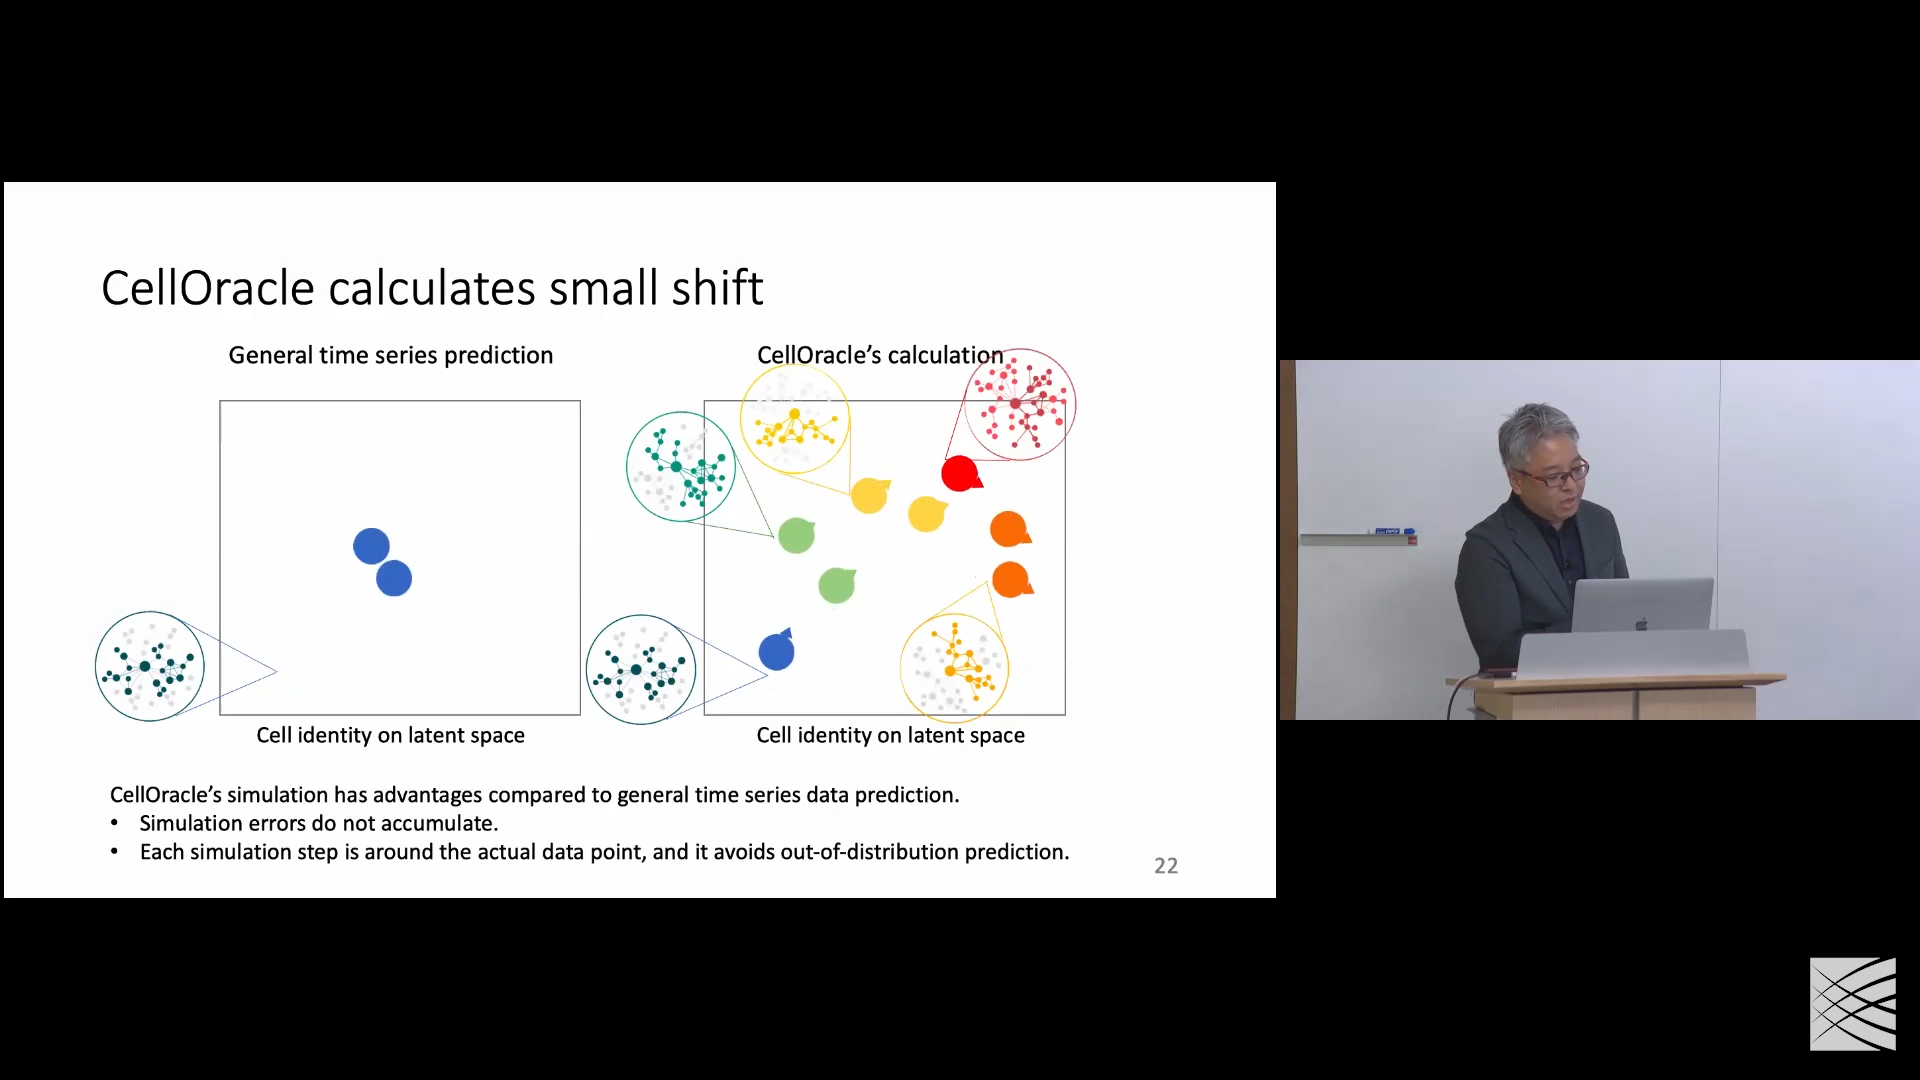 CellOracle calculates small shift
General time series prediction
CellOracle’s calculation
Cell identity on latent space
Cell identity on latent space
CellOracle’s simulation has advantages compared to general time series data prediction.
• Simulation errors do not accumulate.
• Each simulation step is around the actual data point, and it avoids out-of-distribution prediction.
22